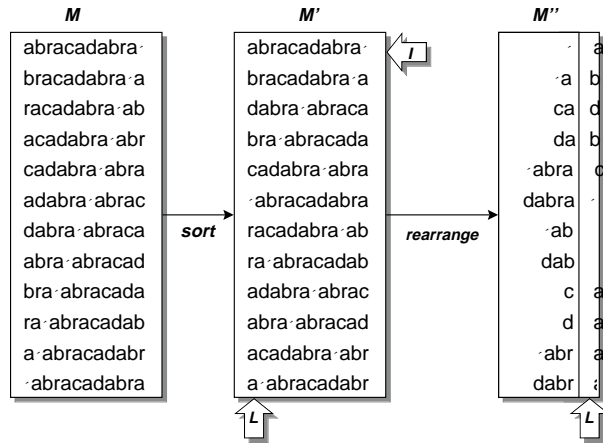 M M' M''
abracadabra´ abracadabra´ ´ a
bracadabra´a bracadabra´a ´a b
racadabra´ab dabra´abraca ca d
acadabra´abr bra´abracada da b
cadabra´abra cadabra´abra ´abra c
adabra´abrac ´abracadabra dabra ´
dabra´abraca racadabra´ab ´ab
abra´abracad ra´abracadab dab
bra´abracada adabra´abrac c a
ra´abracadab abra´abracad d a
a´abracadabr acadabra´abr ´abr a
´abracadabra a´abracadabr dabr a
I
sort
rearrange
L L